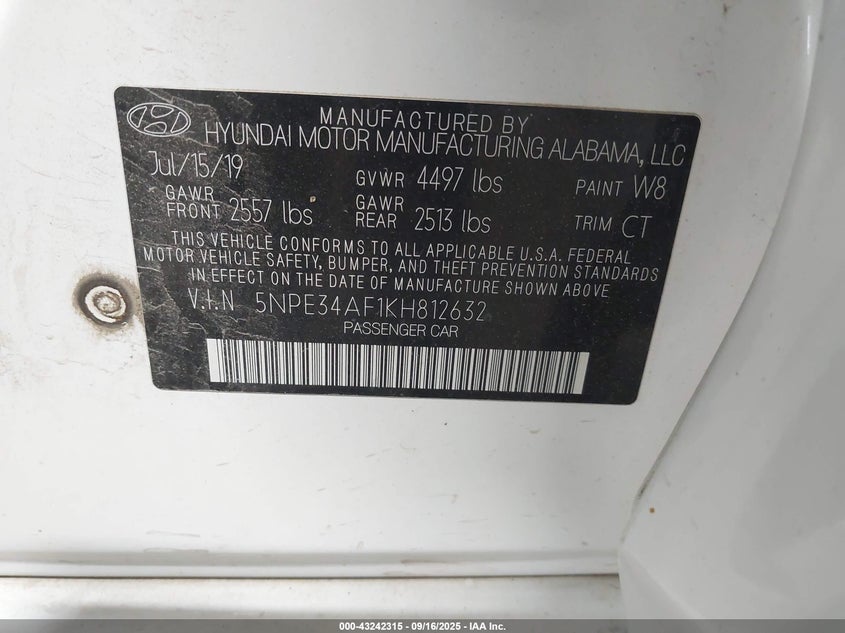 MANUFACTURED BY
HYUNDAI MOTOR MANUFACTURING ALABAMA, LLC
Jul/15/19 GVWR 4497 lbs PAINT W8
GAWR FRONT 2557 lbs GAWR REAR 2513 lbs TRIM CT
THIS VEHICLE CONFORMS TO ALL APPLICABLE U.S.A. FEDERAL
MOTOR VEHICLE SAFETY, BUMPER, AND THEFT PREVENTION STANDARDS
IN EFFECT ON THE DATE OF MANUFACTURE SHOWN ABOVE.
V.I.N 5NPE34AF1KH812632
PASSENGER CAR
000-43242315 - 09/16/2025 - IAA Inc.